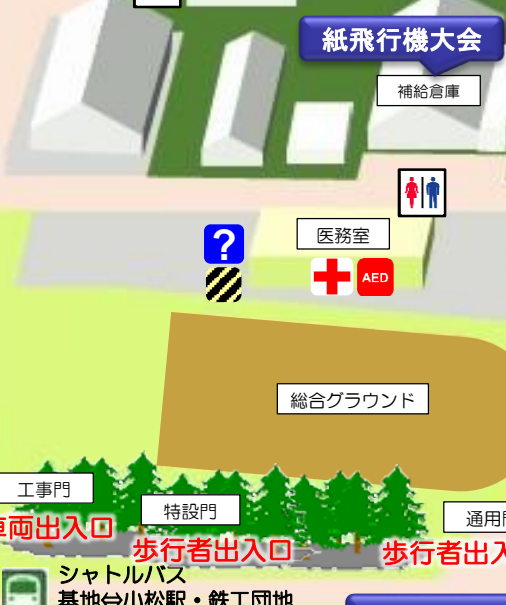 紙飛行機大会
補給倉庫
医務室
?
AED
総合グラウンド
工事門
特設門
通用
車両出入口
歩行者出入口
歩行者出入
シャトルバス
基地⇔小松駅・鉄工団地